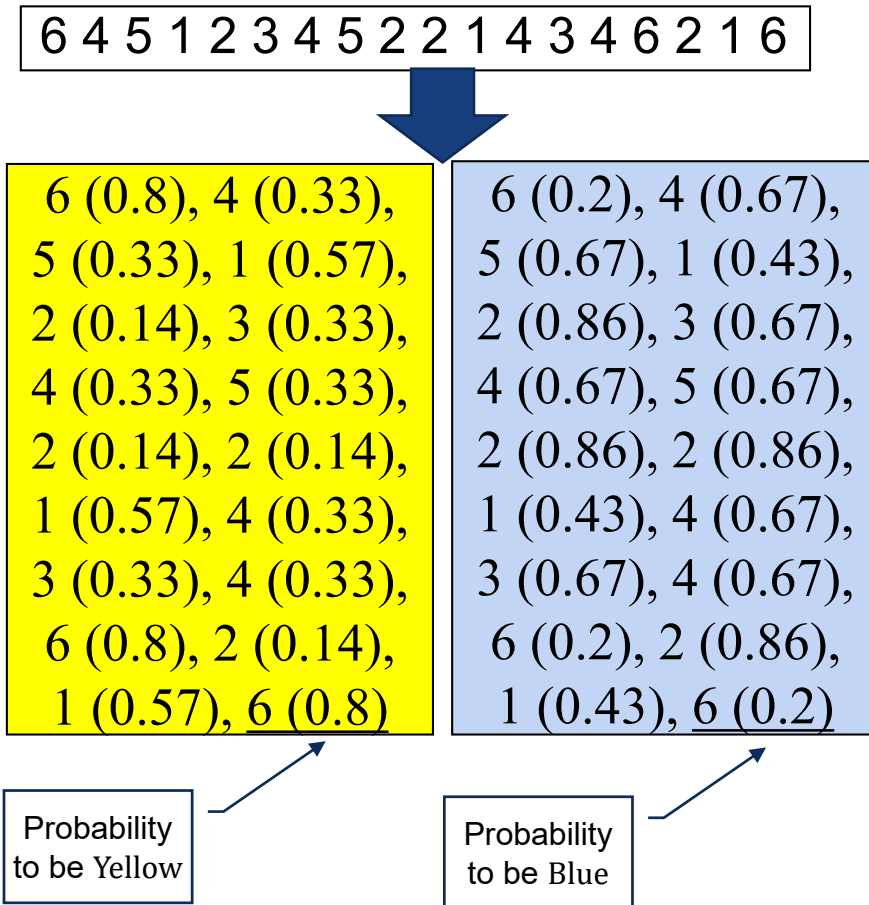 6 4 5 1 2 3 4 5 2 2 1 4 3 4 6 2 1 6
6 (0.8), 4 (0.33),
5 (0.33), 1 (0.57),
2 (0.14), 3 (0.33),
4 (0.33), 5 (0.33),
2 (0.14), 2 (0.14),
1 (0.57), 4 (0.33),
3 (0.33), 4 (0.33),
6 (0.8), 2 (0.14),
1 (0.57), 6 (0.8)
6 (0.2), 4 (0.67),
5 (0.67), 1 (0.43),
2 (0.86), 3 (0.67),
4 (0.67), 5 (0.67),
2 (0.86), 2 (0.86),
1 (0.43), 4 (0.67),
3 (0.67), 4 (0.67),
6 (0.2), 2 (0.86),
1 (0.43), 6 (0.2)
Probability
to be Yellow
Probability
to be Blue